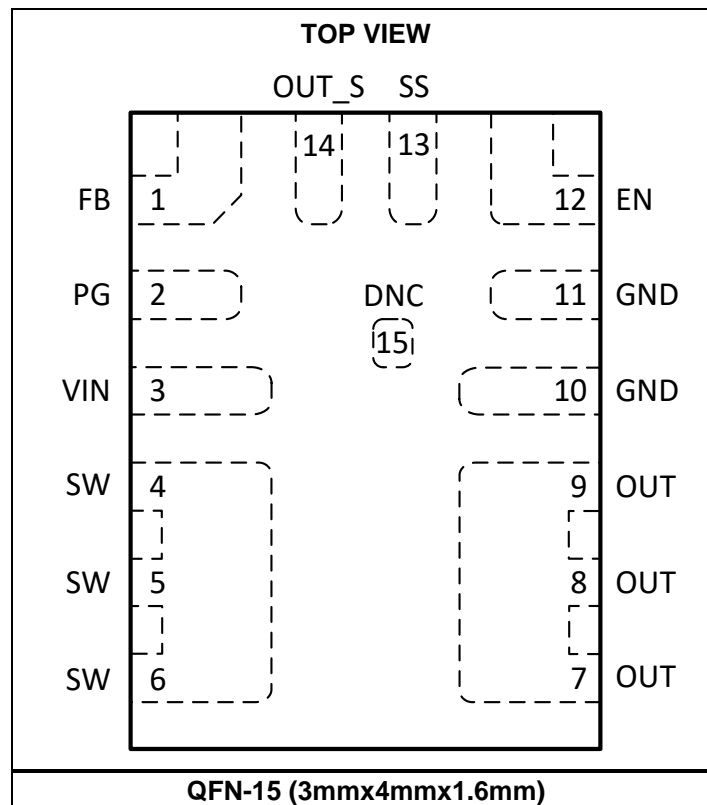 TOP VIEW
OUT_S SS
14 13
FB 1 12 EN
PG 2 DNC 11 GND
15
VIN 3 10 GND
SW 4 9 OUT
SW 5 8 OUT
SW 6 7 OUT
QFN-15 (3mmx4mmx1.6mm)